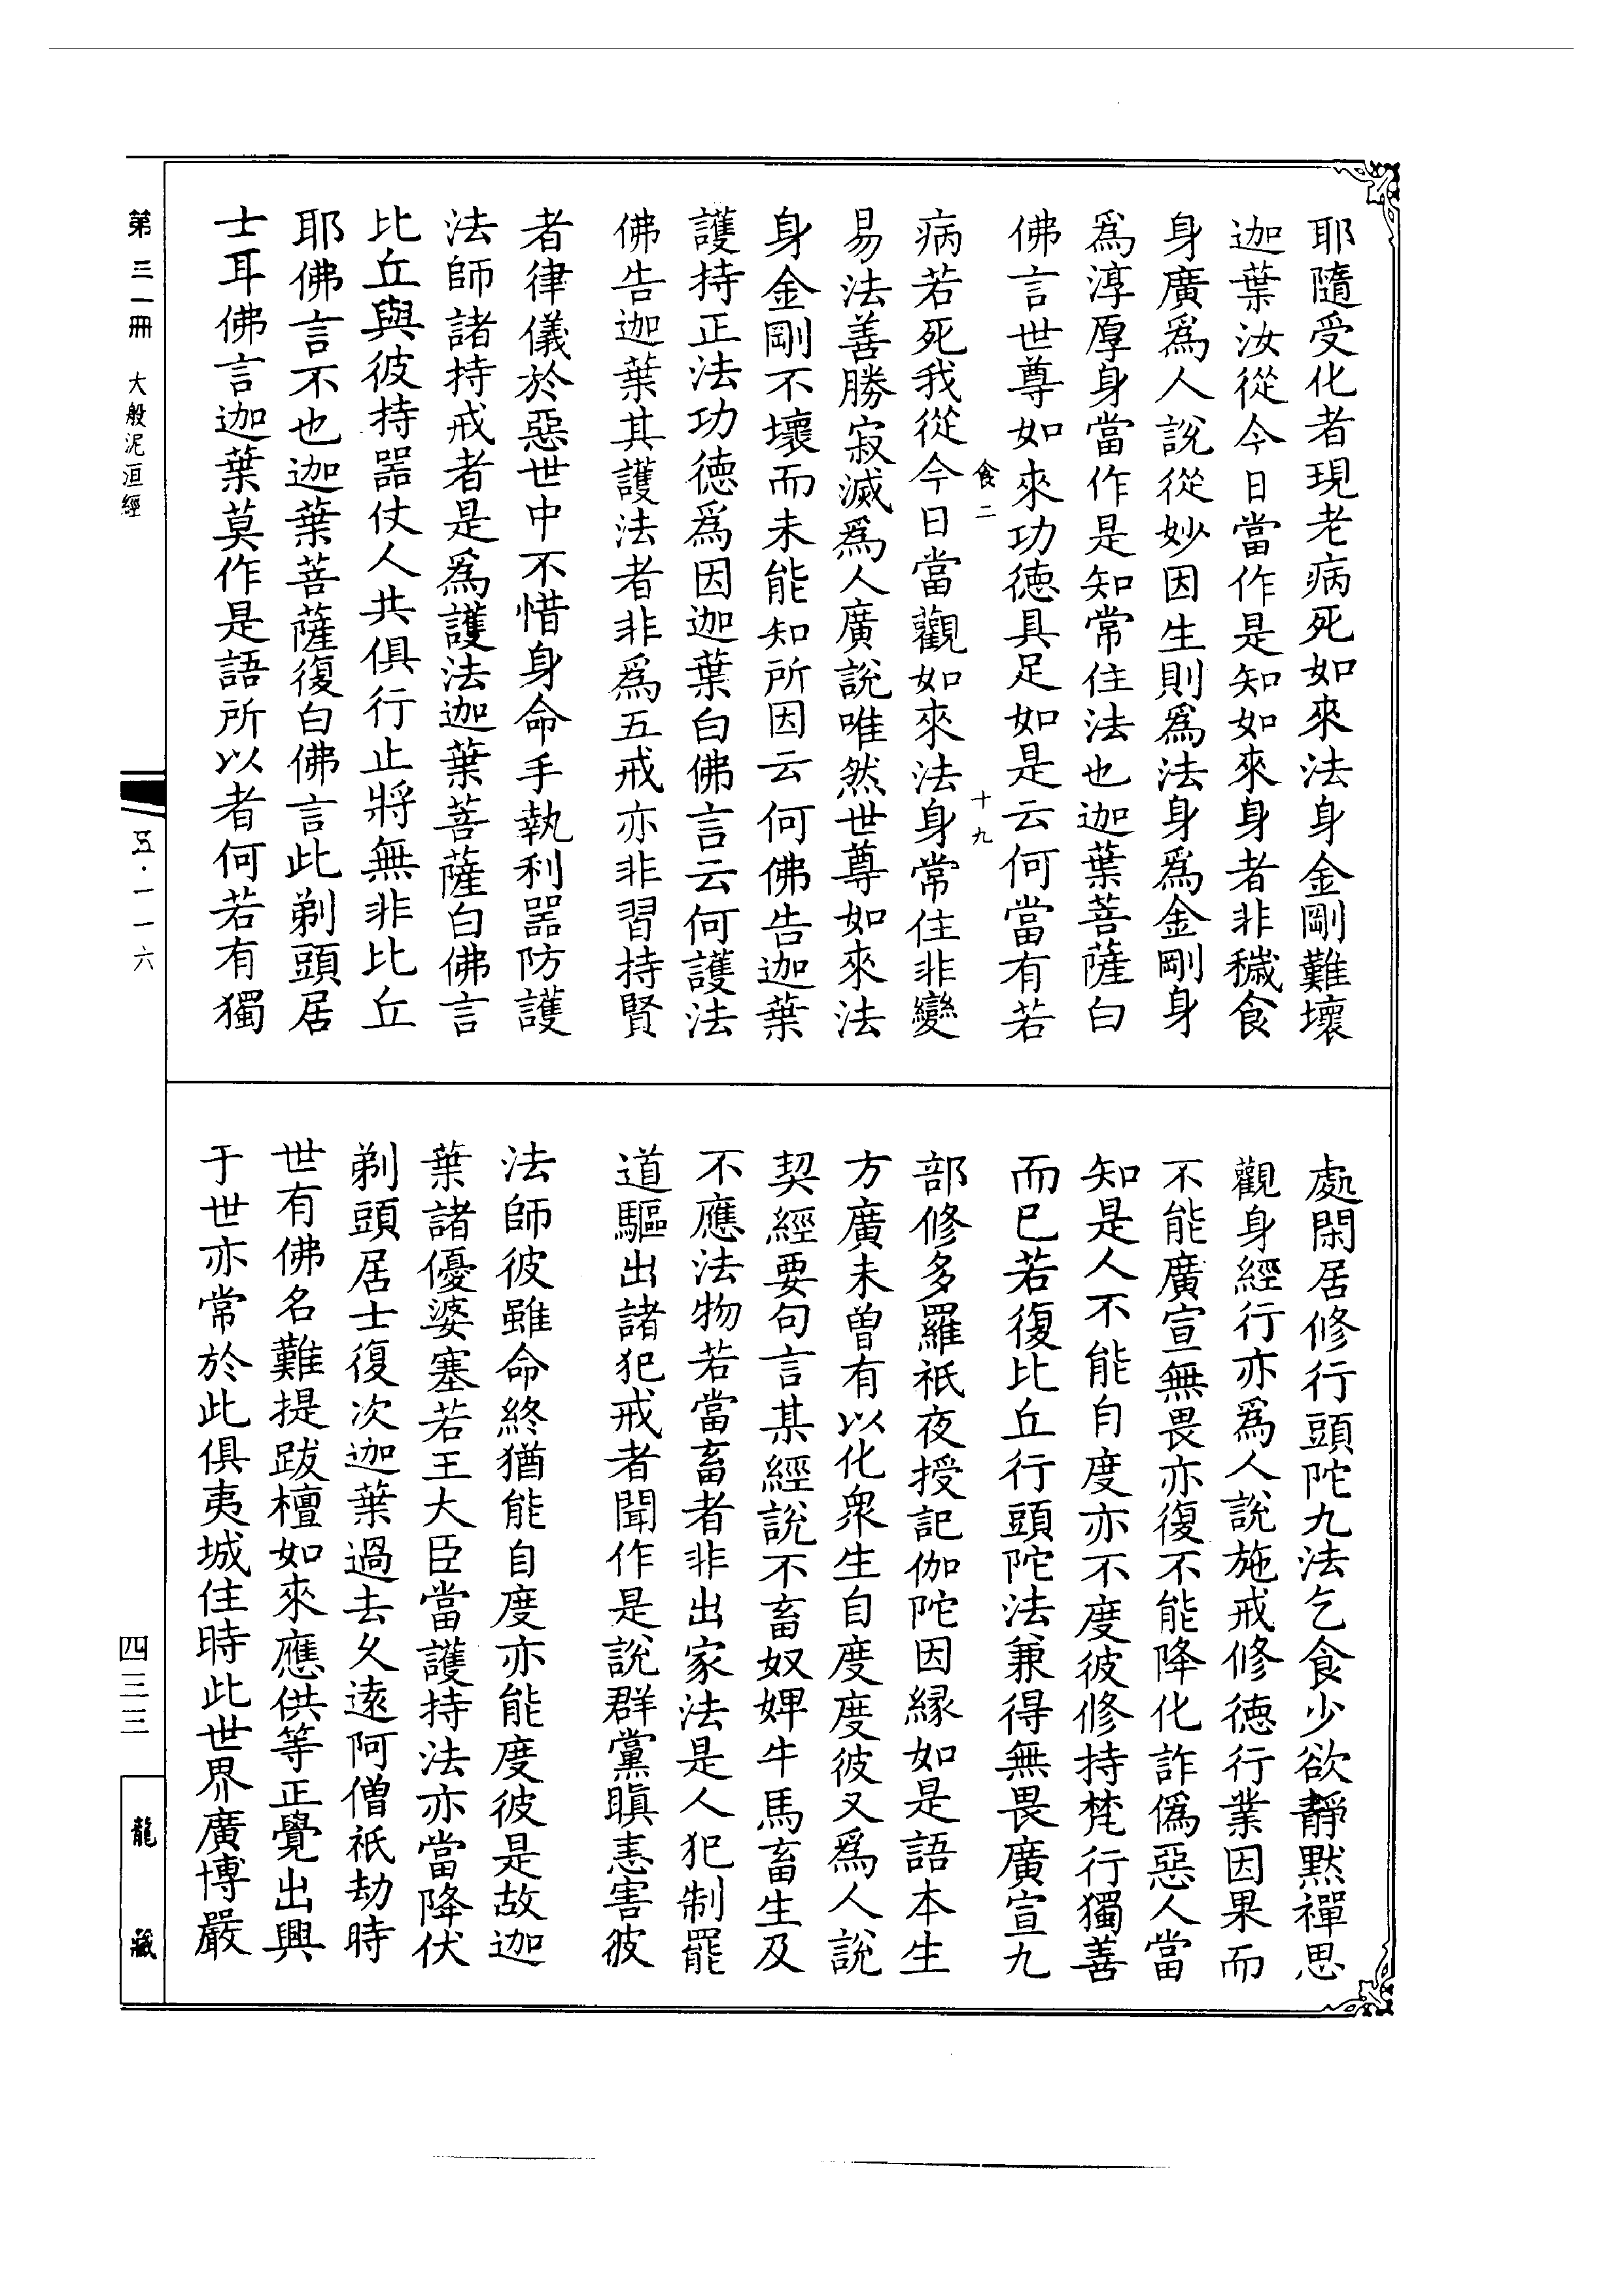 耶隨受化者現老病死如來法身金剛難壞
迦葉汝從今日當作是知如來身者非穢食
身廣爲人說從妙因生則爲法身爲金剛身
爲淳厚身當作是知常住法也迦葉菩薩白
佛言世尊如來功德具足如是云何當有若
食二 十九
病若死我從今日當觀如來法身常住非變
易法善勝寂滅爲人廣說唯然世尊如來法
身金剛不壞而未能知所因云何佛告迦葉
護持正法功德爲因迦葉白佛言云何護法
佛告迦葉其護法者非爲五戒亦非習持賢
者律儀於惡世中不惜身命手執利器防護
法師諸持戒者是爲護法迦葉菩薩白佛言
比丘與彼持器仗人共俱行止將無非比丘
耶佛言不也迦葉菩薩復白佛言此剃頭居
士耳佛言迦葉莫作是語所以者何若有獨
處閑居修行頭陀九法乞食少欲靜默禪思
觀身經行亦爲人說施戒修德行業因果而
不能廣宣無畏亦復不能降化詐僞惡人當
知是人不能自度亦不度彼修持梵行獨善
而已若復比丘行頭陀法兼得無畏廣宣九
部修多羅祇夜授記伽陀因緣如是語本生
方廣未曾有以化衆生自度度彼又爲人說
契經要句言某經說不畜奴婢牛馬畜生及
不應法物若當畜者非出家法是人犯制罷
道驅出諸犯戒者聞作是說群黨瞋恚害彼
法師彼雖命終猶能自度亦能度彼是故迦
葉諸優婆塞若王大臣當護持法亦當降伏
剃頭居士復次迦葉過去久遠阿僧祇劫時
世有佛名難提跋檀如來應供等正覺出興
于世亦常於此俱夷城住時此世界廣博嚴
第三一冊 大般泥洹經
五·一一六
四三三
龍藏